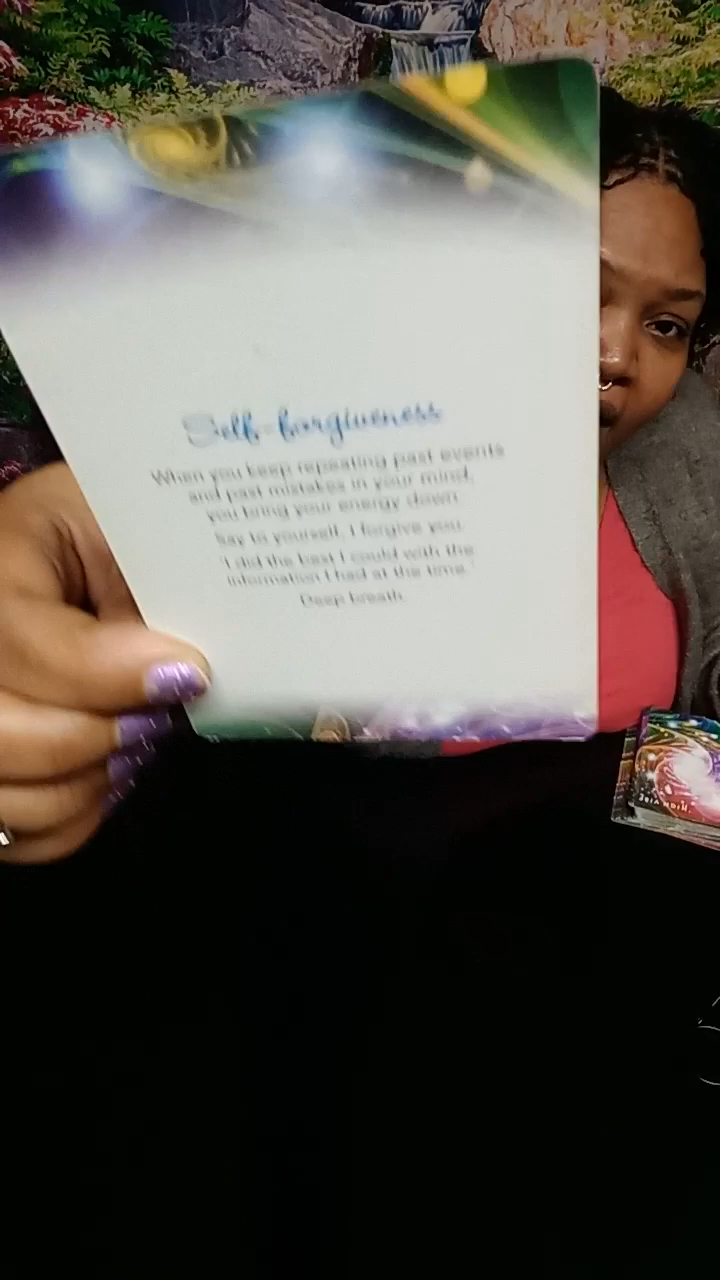 Self-forgiveness
When you keep repeating past events
and past mistakes in your mind,
you bring your energy down.
Say to yourself, I forgive you.
'I did the best I could with the
information I had at the time.'
Deep breath.